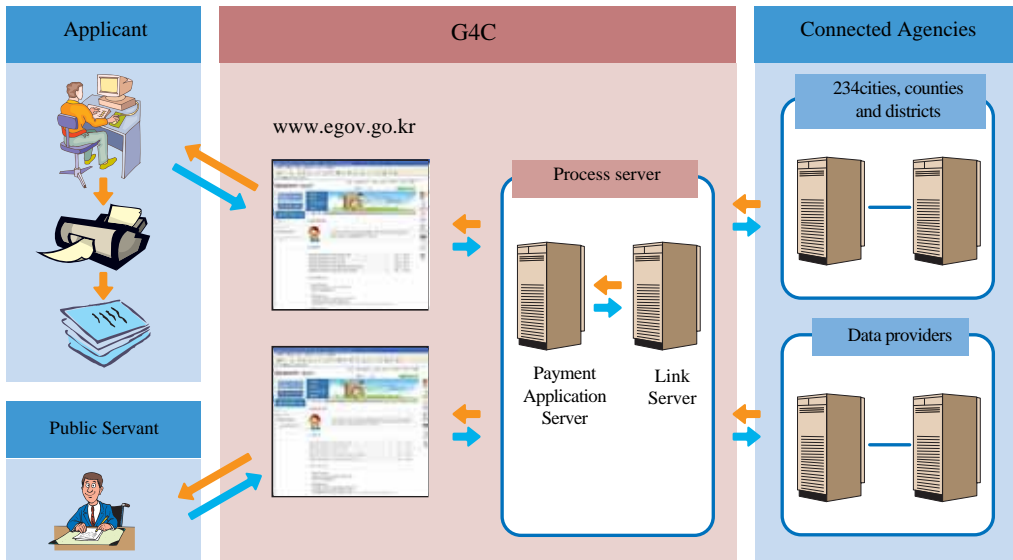 Applicant
G4C
Connected Agencies
www.egov.go.kr
Process server
Payment
Application
Server
Link
Server
234cities, counties
and districts
Data providers
Public Servant